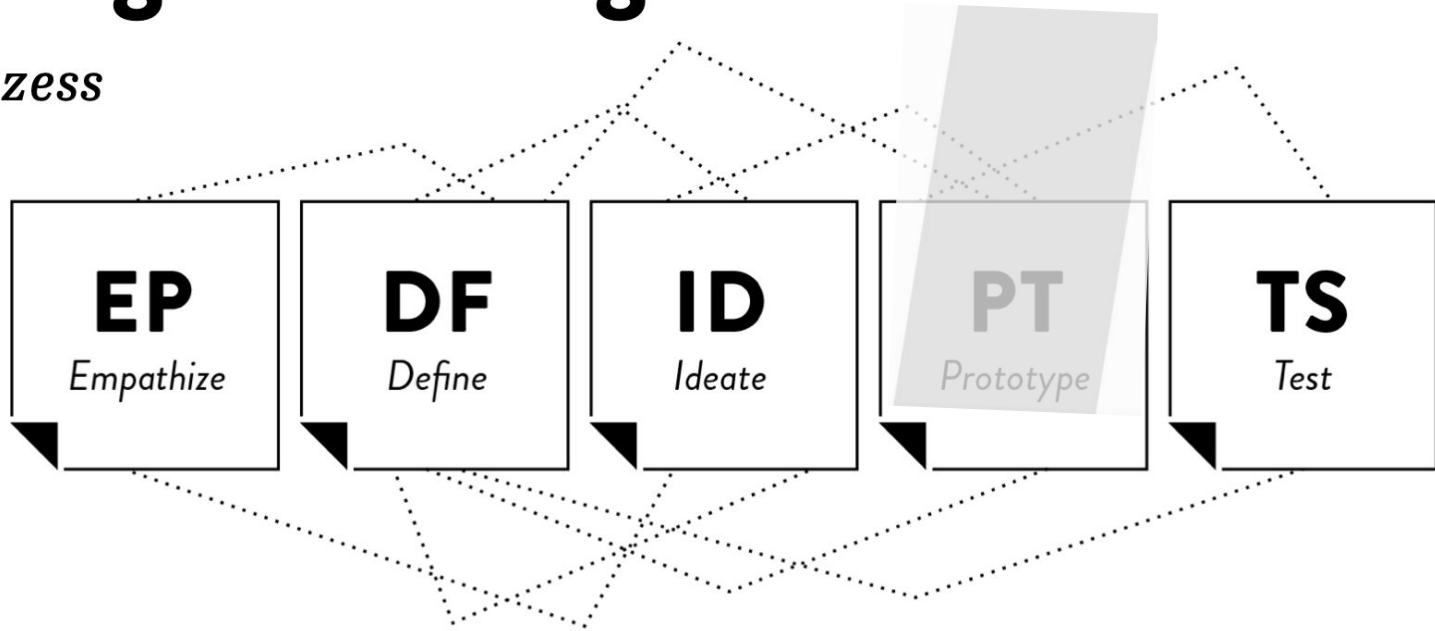 zess
EP
Empathize
DF
Define
ID
Ideate
PT
Prototype
TS
Test